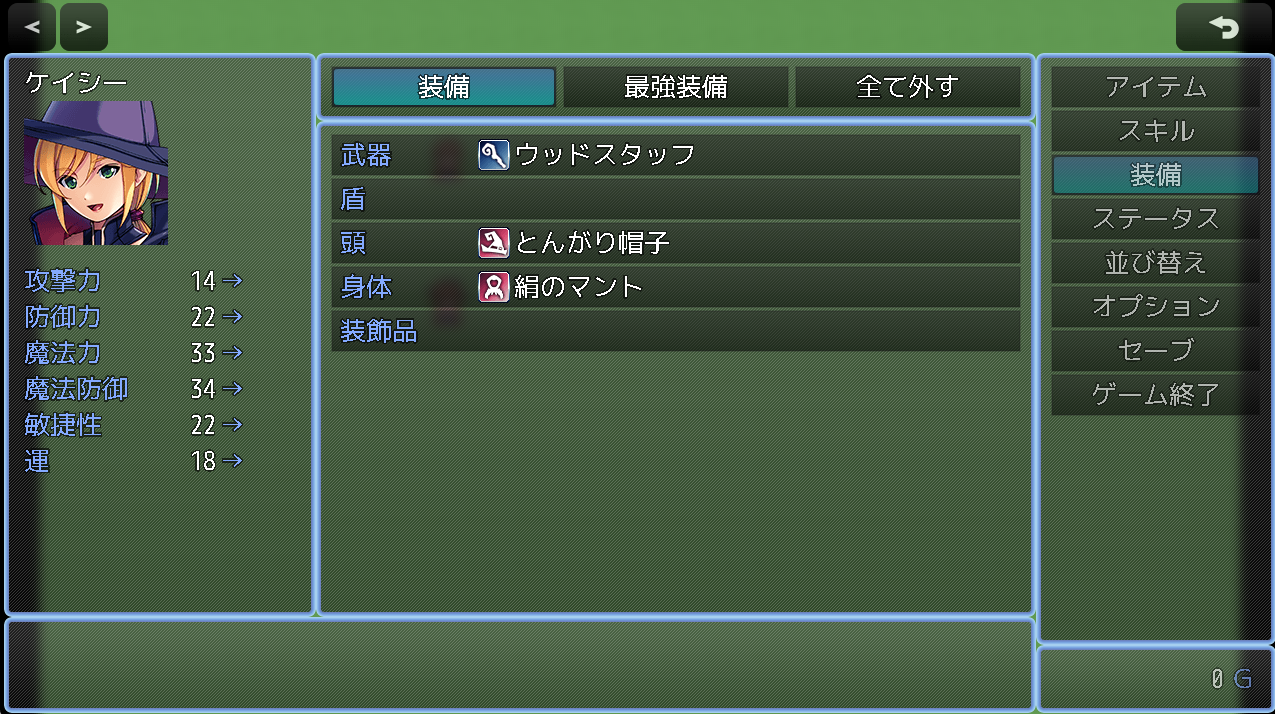 < >
ケイシー
攻撃力 14→
防御力 22→
魔法力 33→
魔法防御 34→
敏捷性 22→
運 18→
装備 最強装備 全て外す
武器 ウッドスタッフ
盾
頭 とんがり帽子
身体 絹のマント
装飾品
アイテム
スキル
装備
ステータス
並び替え
オプション
セーブ
ゲーム終了
0 G